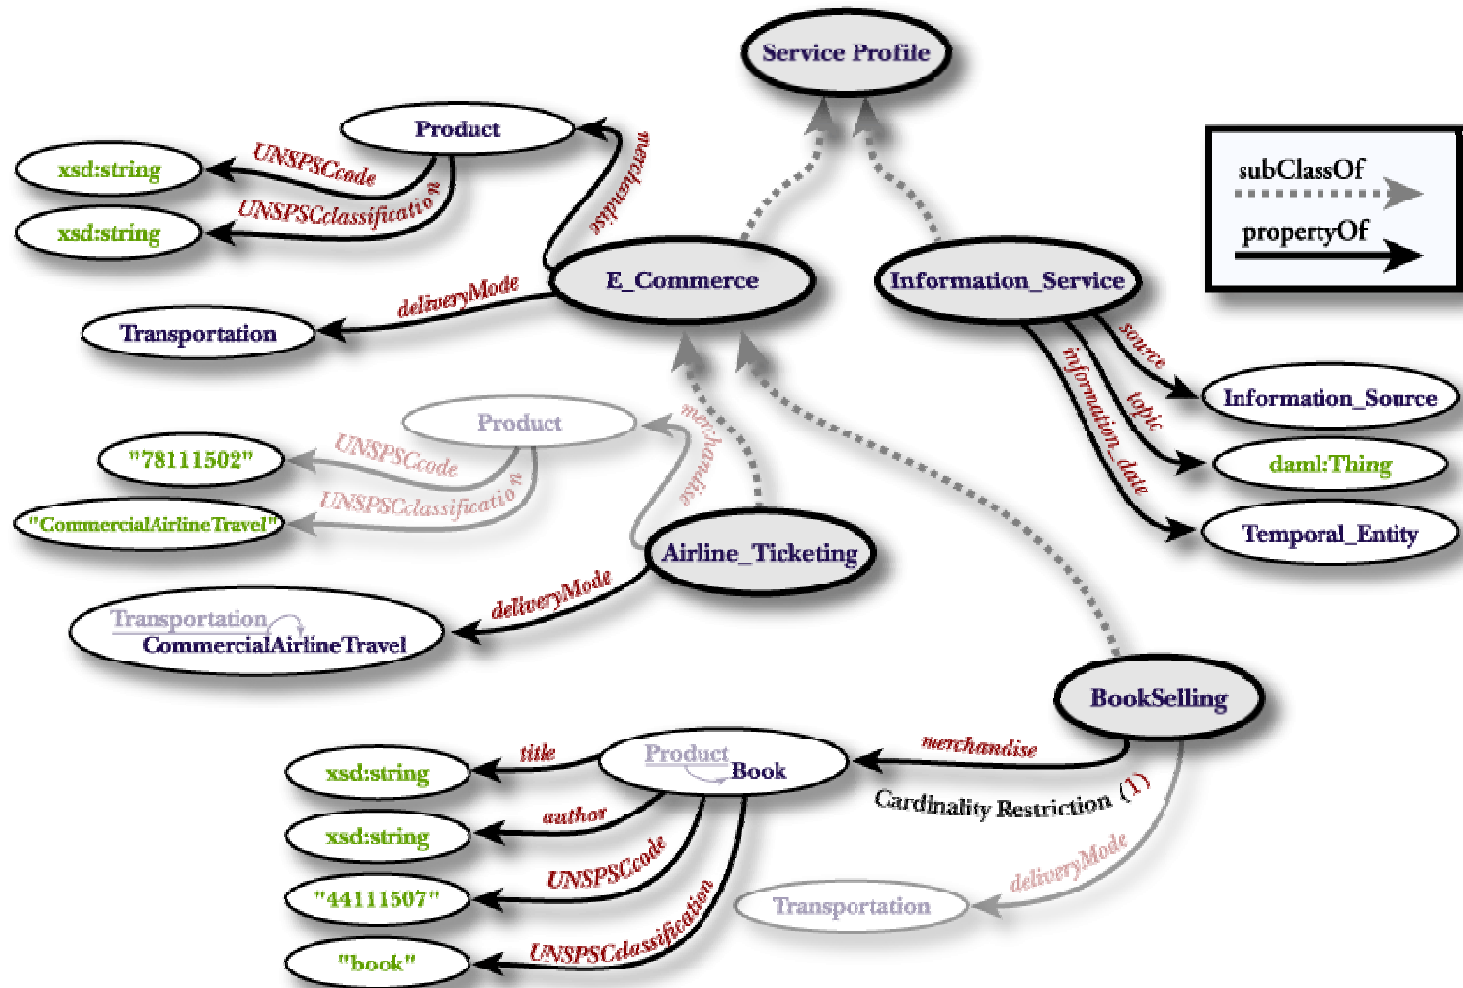 Service Profile
Product
merchandise
xsd:string
UNSPSCcode
UNSPSCclassification
xsd:string
subClassOf
propertyOf
E_Commerce
Information_Service
deliveryMode
Transportation
source
topic
information_date
Information_Source
daml:Thing
Temporal_Entity
Product
merchandise
"78111502"
UNSPSCcode
UNSPSCclassification
"CommercialAirlineTravel"
Airline_Ticketing
deliveryMode
Transportation
CommercialAirlineTravel
BookSelling
merchandise
Cardinality Restriction (1)
deliveryMode
Transportation
Product
Book
title
xsd:string
author
xsd:string
UNSPSCcode
"44111507"
UNSPSCclassification
"book"